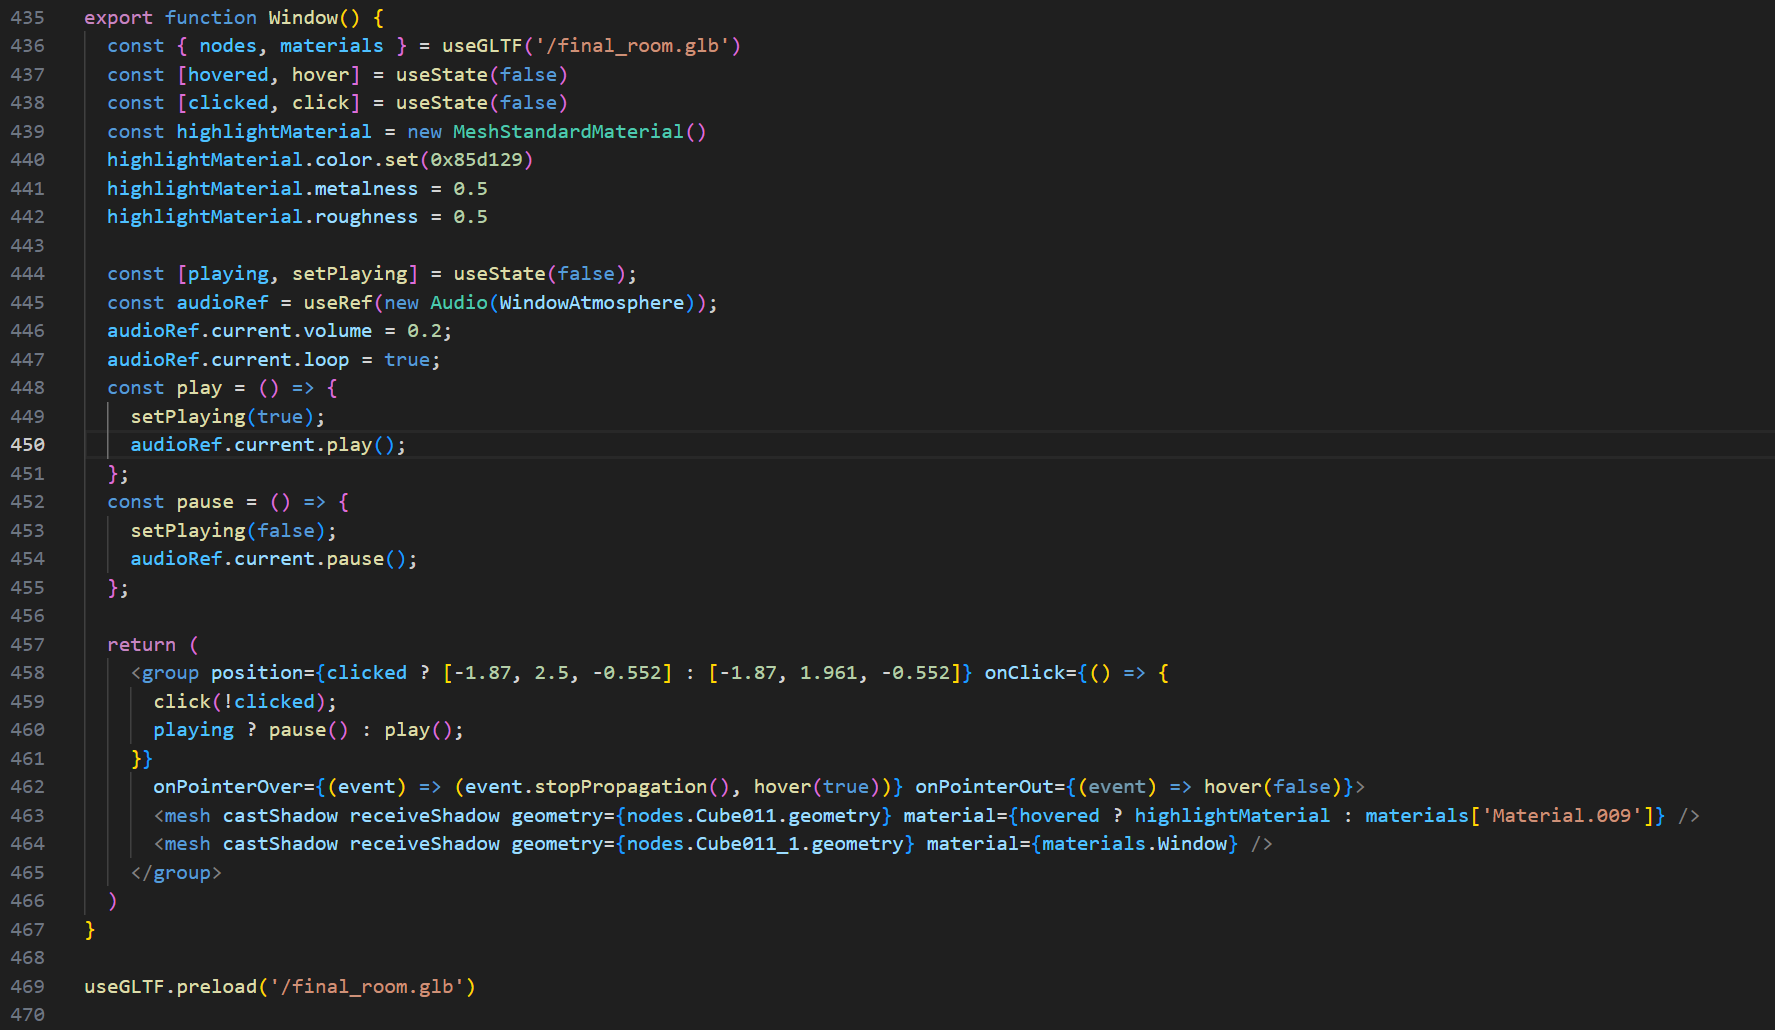 435 export function Window() {
436 const { nodes, materials } = useGLTF('/final_room.glb')
437 const [hovered, hover] = useState(false)
438 const [clicked, click] = useState(false)
439 const highlightMaterial = new MeshStandardMaterial()
440 highlightMaterial.color.set(0x85d129)
441 highlightMaterial.metalness = 0.5
442 highlightMaterial.roughness = 0.5
443
444 const [playing, setPlaying] = useState(false);
445 const audioRef = useRef(new Audio(WindowAtmosphere));
446 audioRef.current.volume = 0.2;
447 audioRef.current.loop = true;
448 const play = () => {
449 setPlaying(true);
450 audioRef.current.play();
451 };
452 const pause = () => {
453 setPlaying(false);
454 audioRef.current.pause();
455 };
456
457 return (
458 <group position={clicked ? [-1.87, 2.5, -0.552] : [-1.87, 1.961, -0.552]} onClick={() => {
459 click(!clicked);
460 playing ? pause() : play();
461 }}
462 onPointerOver={(event) => (event.stopPropagation(), hover(true))} onPointerOut={(event) => hover(false)}>
463 <mesh castShadow receiveShadow geometry={nodes.Cube011.geometry} material={hovered ? highlightMaterial : materials['Material.009']} />
464 <mesh castShadow receiveShadow geometry={nodes.Cube011_1.geometry} material={materials.Window} />
465 </group>
466 )
467 }
468
469 useGLTF.preload('/final_room.glb')
470